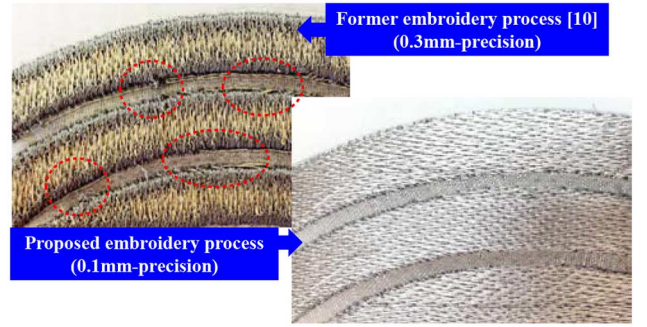 Former embroidery process [10]
(0.3mm-precision)
Proposed embroidery process
(0.1mm-precision)